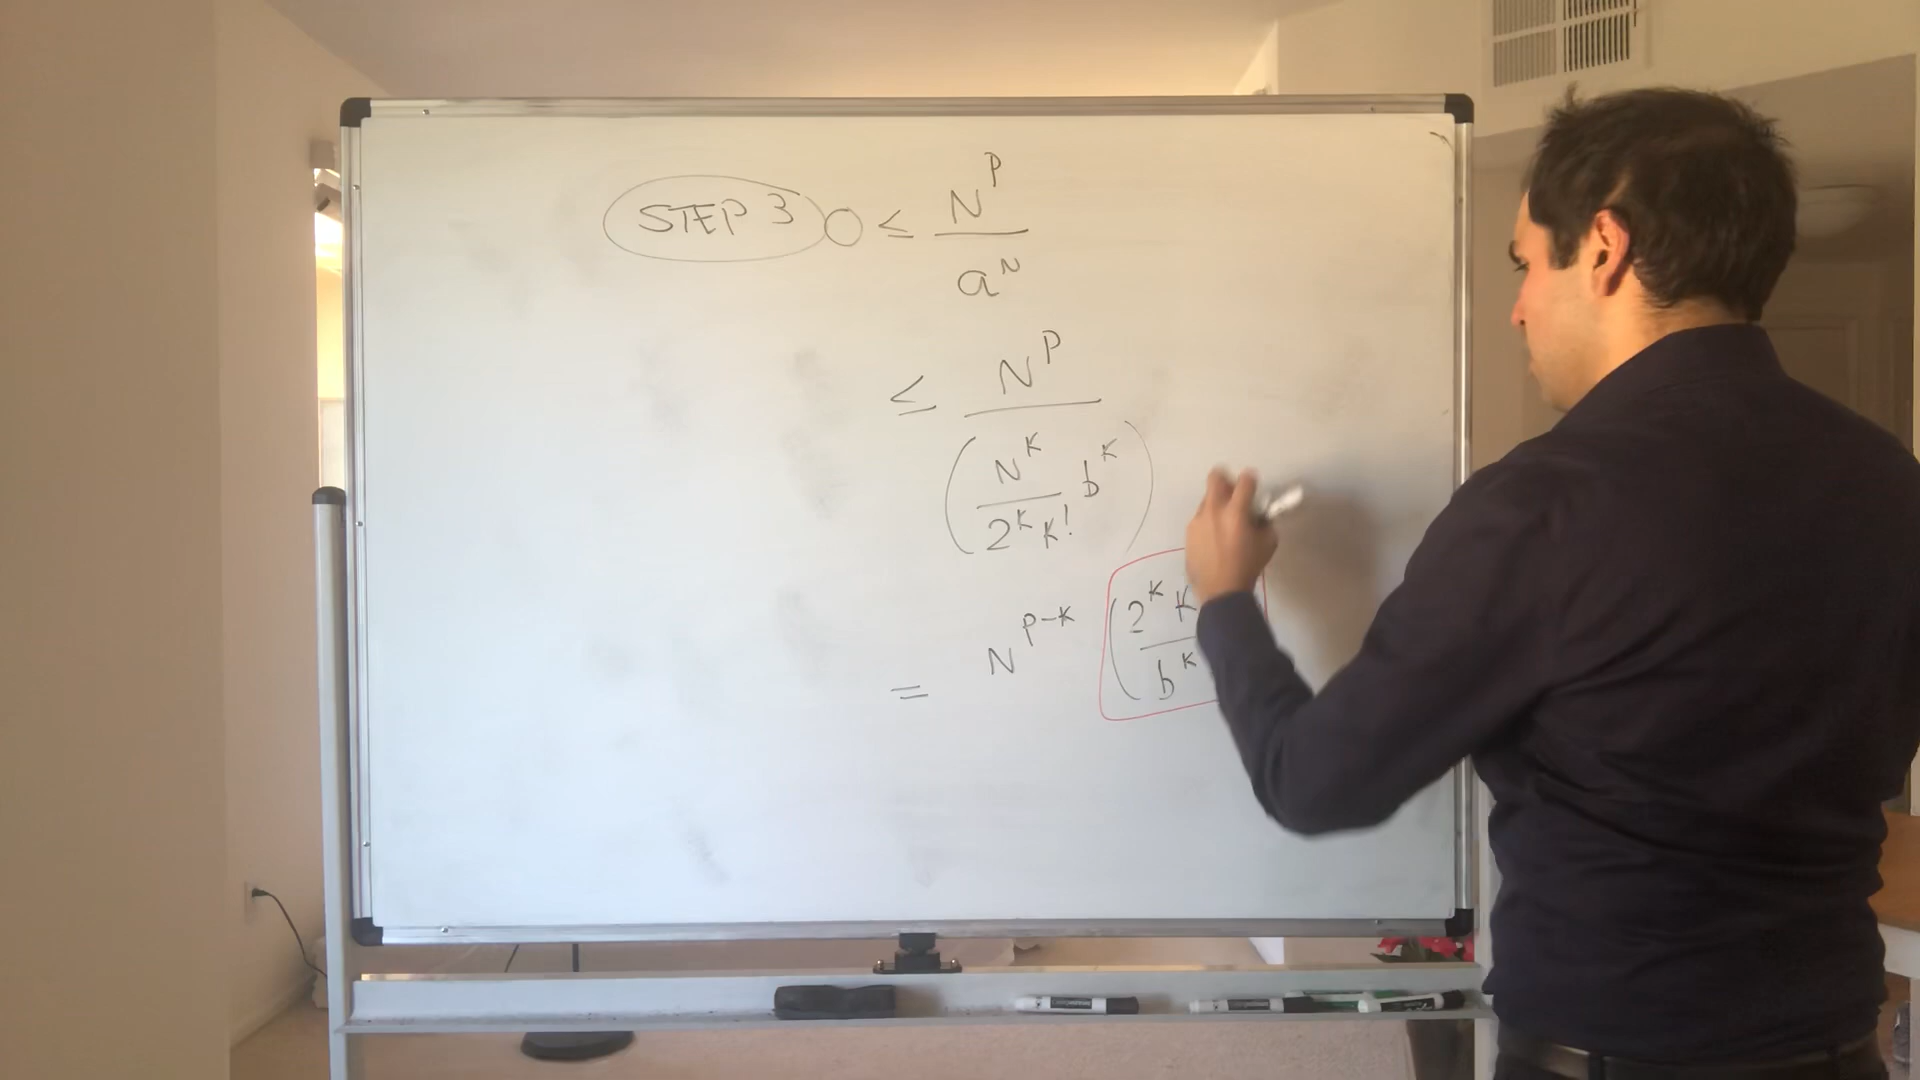 STEP 3 0 ≤ N^P / a^N
≤ N^P / (N^K / 2^K K! b^K)
= N^P-K (2^K K / b^K